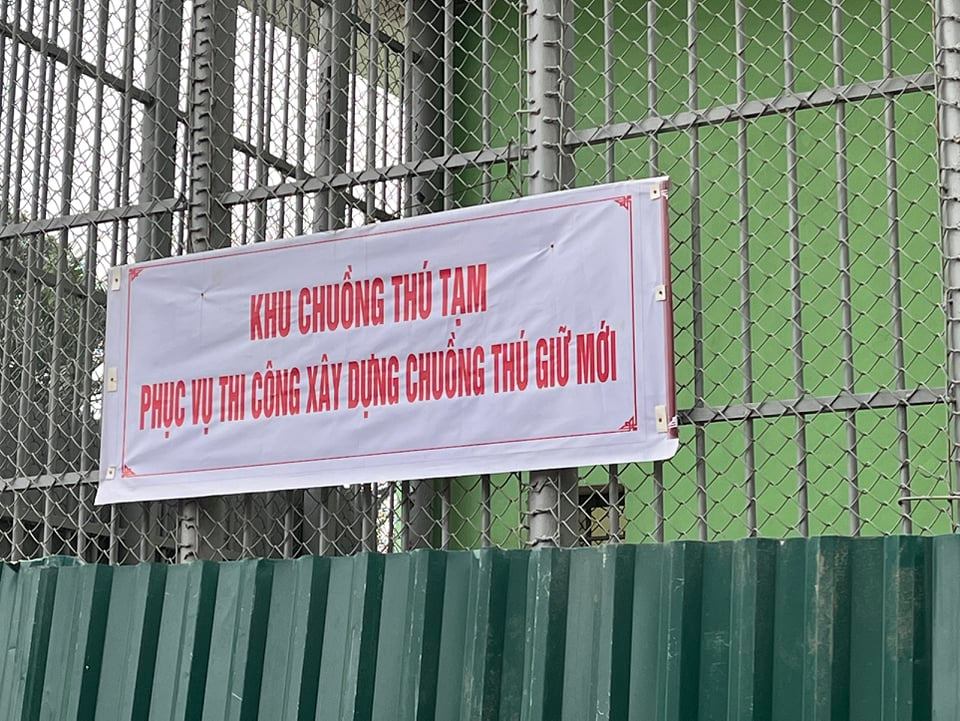 KHU CHUỒNG THÚ TẠM
PHỤC VỤ THI CÔNG XÂY DỰNG CHUỒNG THÚ GIỮ MỚI